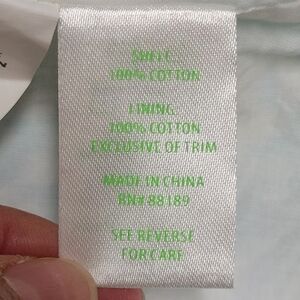 SHELL:
100% COTTON
LINING:
100% COTTON
EXCLUSIVE OF TRIM
MADE IN CHINA
RN# 88189
SEE REVERSE
FOR CARE